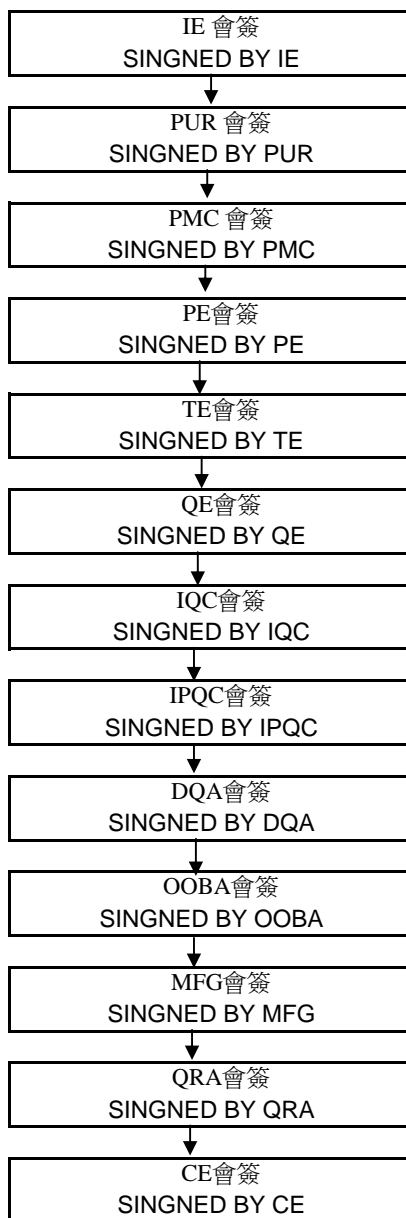 IE 會簽
SINGNED BY IE
PUR 會簽
SINGNED BY PUR
PMC 會簽
SINGNED BY PMC
PE會簽
SINGNED BY PE
TE會簽
SINGNED BY TE
QE會簽
SINGNED BY QE
IQC會簽
SINGNED BY IQC
IPQC會簽
SINGNED BY IPQC
DQA會簽
SINGNED BY DQA
OOBA會簽
SINGNED BY OOBA
MFG會簽
SINGNED BY MFG
QRA會簽
SINGNED BY QRA
CE會簽
SINGNED BY CE